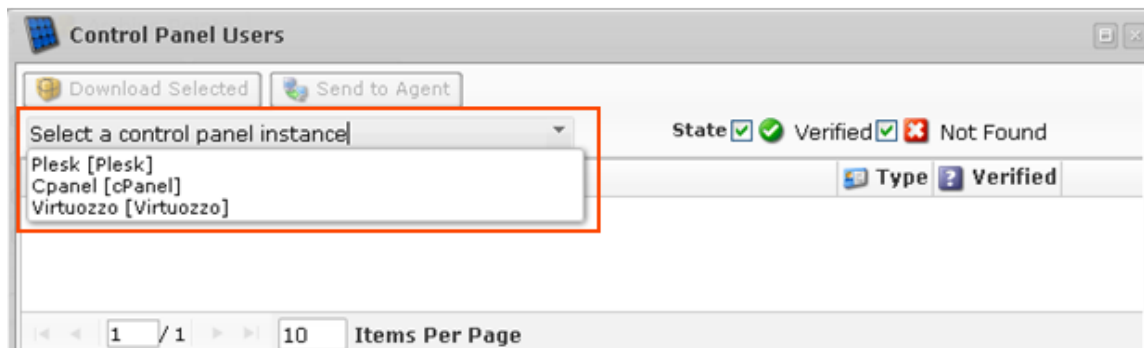 Control Panel Users
Download Selected Send to Agent
Select a control panel instance State Verified Not Found
Plesk [Plesk]
Cpanel [cPanel]
Virtuozzo [Virtuozzo]
Type ? Verified
1 / 1 10 Items Per Page